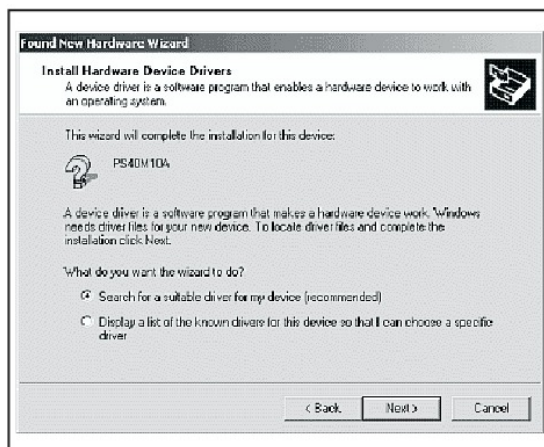 Found New Hardware Wizard
Install Hardware Device Drivers
A device driver is a software program that enables a hardware device to work with
an operating system.
This wizard will complete the installation for this device:
PS40M10A
A device driver is a software program that makes a hardware device work. Windows
needs driver files for your new device. To locate driver files and complete the
installation click Next.
What do you want the wizard to do?
Search for a suitable driver for my device (recommended)
Display a list of the known drivers for this device so that I can choose a specific
driver
< Back Next > Cancel